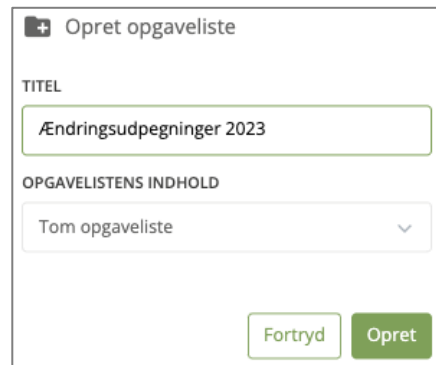 Opret opgaveliste
TITEL
Ændringsudpegninger 2023
OPGAVELISTENS INDHOLD
Tom opgaveliste
Fortryd
Opret